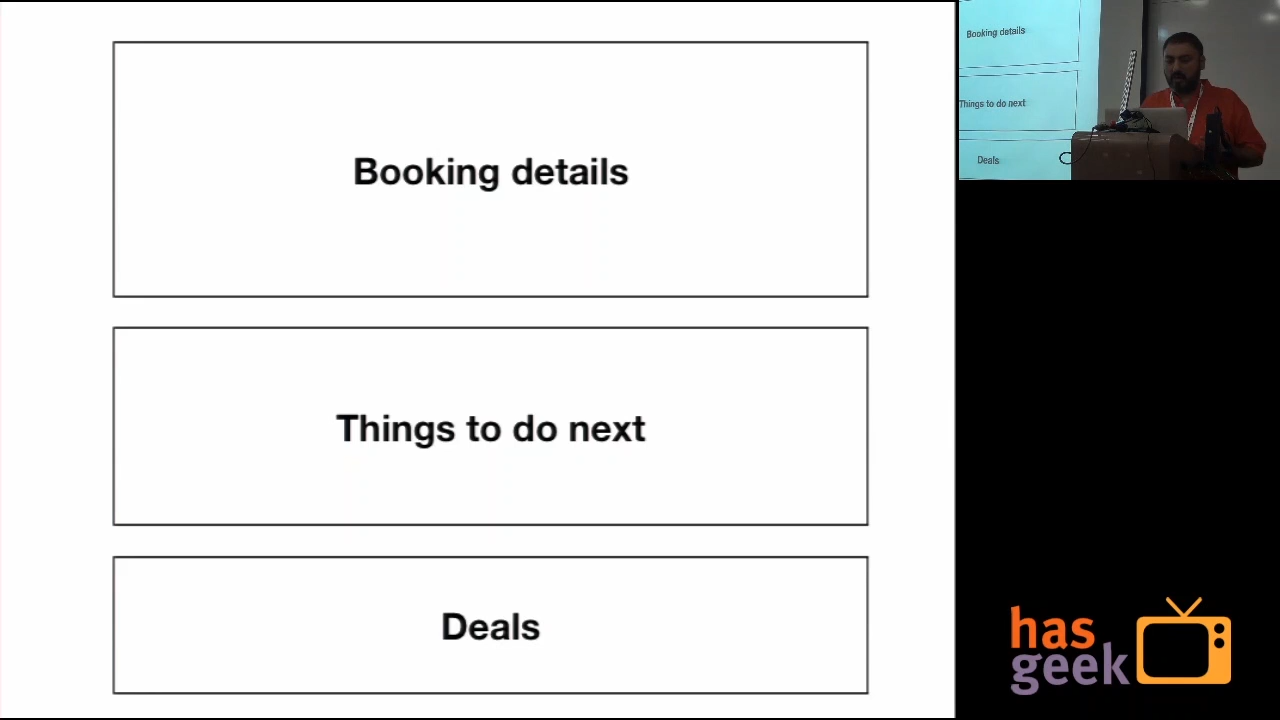 Booking details
Things to do next
Deals
Booking details
Things to do next
Deals
has
geek